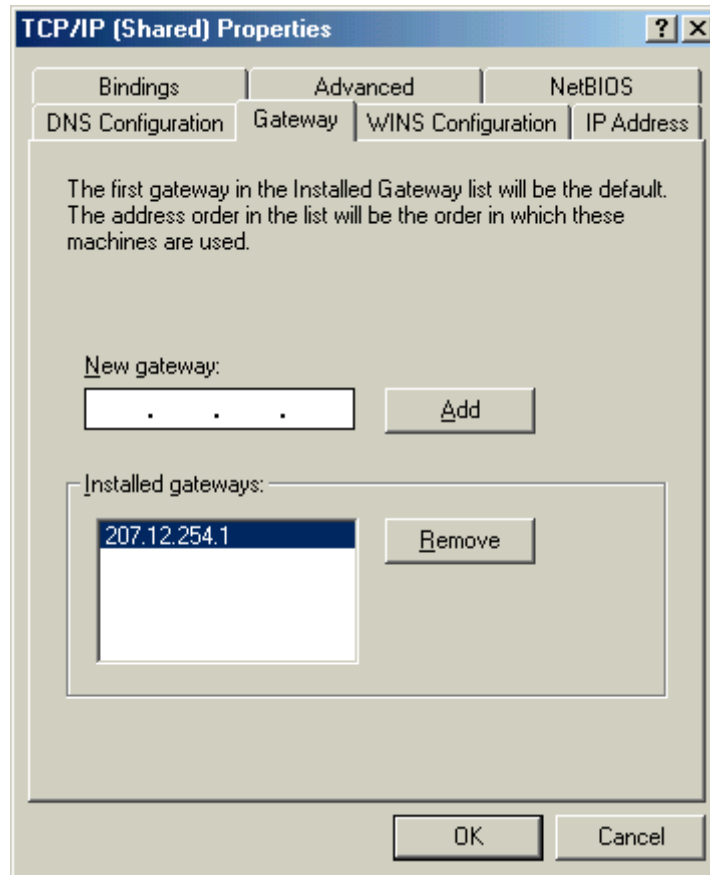 TCP/IP (Shared) Properties
Bindings Advanced NetBIOS
DNS Configuration Gateway WINS Configuration IP Address
The first gateway in the Installed Gateway list will be the default.
The address order in the list will be the order in which these
machines are used.
New gateway:
. . .
Add
Installed gateways:
207.12.254.1
Remove
OK Cancel